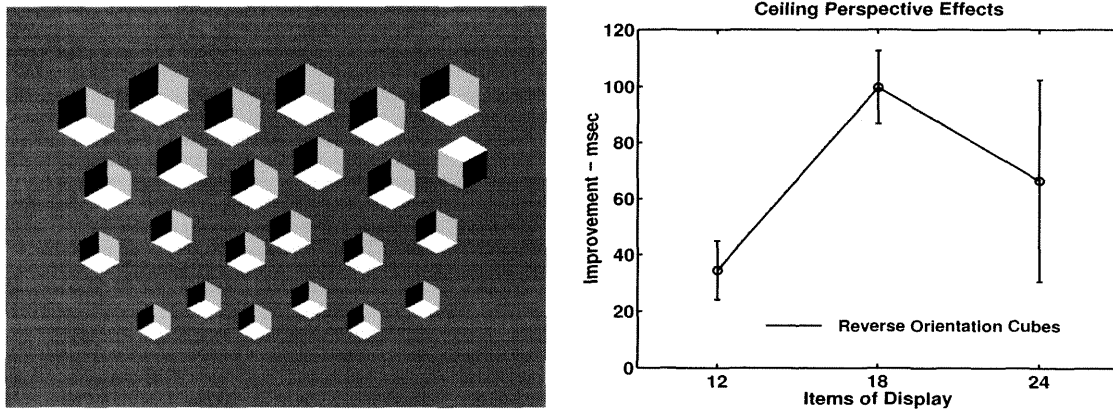 Ceiling Perspective Effects
120
100
80
60
40
20
0
Improvement – msec
Reverse Orientation Cubes
12 18 24
Items of Display